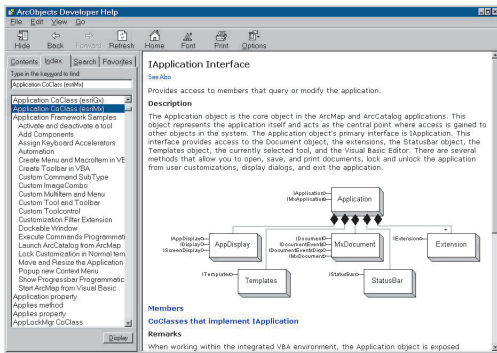 ArcObjects Developer Help
File Edit View Go
Hide Back Forward Refresh Home Font Print Options
Contents Index Search Favorites
Type in the keyword to find:
Application CoClass (esriMx)
Application CoClass (esriGx)
Application CoClass (esriMx)
Application Framework Samples
Activate and deactivate a tool
Add Components
Assign Keyboard Accelerators
Automation
Create Menu and MacroItem in VE
Create Toolbar in VBA
Custom Command SubType
Custom ImageCombo
Custom MultiItem and Menu
Custom Tool and Toolbar
Custom Toolcontrol
Customization Filter Extension
Dockable Window
Execute Commands Programmati
Launch ArcCatalog from ArcMap
Lock Customization in Normal tem
Move and Resize the Application
Popup new Context Menu
Show Progressbar Programmatic
Start ArcMap from Visual Basic
Application property
Applies method
Applies property
AppLockMgr CoClass
Display
IApplication Interface
See Also
Provides access to members that query or modify the application.
Description
The Application object is the core object in the ArcMap and ArcCatalog applications. This
object represents the application itself and acts as the central point where access is gained to
other objects in the system. The Application object's primary interface is IApplication. This
interface provides access to the Document object, the extensions, the StatusBar object, the
Templates object, the currently selected tool, and the Visual Basic Editor. There are several
methods that allow you to open, save, and print documents, lock and unlock the application
from user customizations, display dialogs, and exit the application.
IApplication
IMxApplication
Application
IAppDisplay
IDisplay
IScreenDisplay
AppDisplay
IDocument
IDocumentEvents
IDocumentEventsDisp
IMxDocument
MxDocument
IExtension
*
Extension
ITemplates
Templates
IStatusBar
StatusBar
Members
CoClasses that implement IApplication
Remarks
When working within the integrated VBA environment, the Application object is exposed